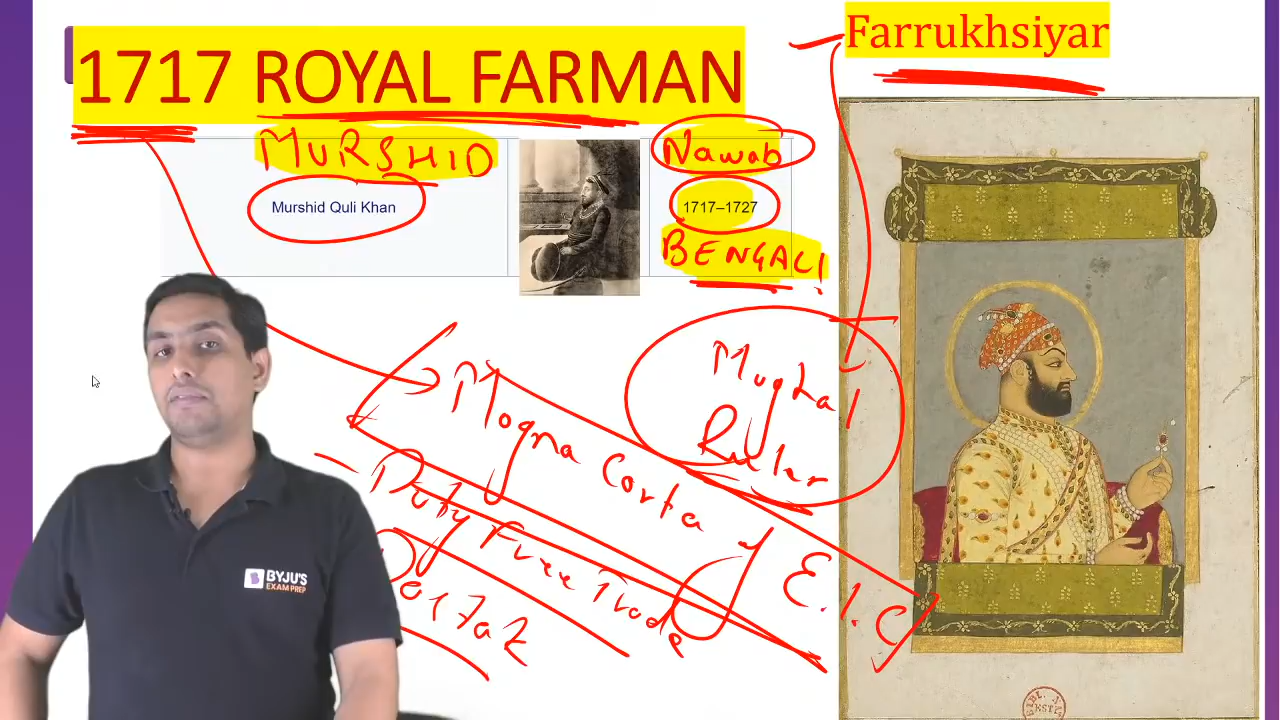 1717 ROYAL FARMAN
Farrukhsiyar
MURSHID
Nawab
Murshid Quli Khan
1717–1727
BENGAL!
Mughal
Ruler
Magna Carta of E.I.C
Duty Free Trade
Dastak
BYJU'S
EXAM PREP